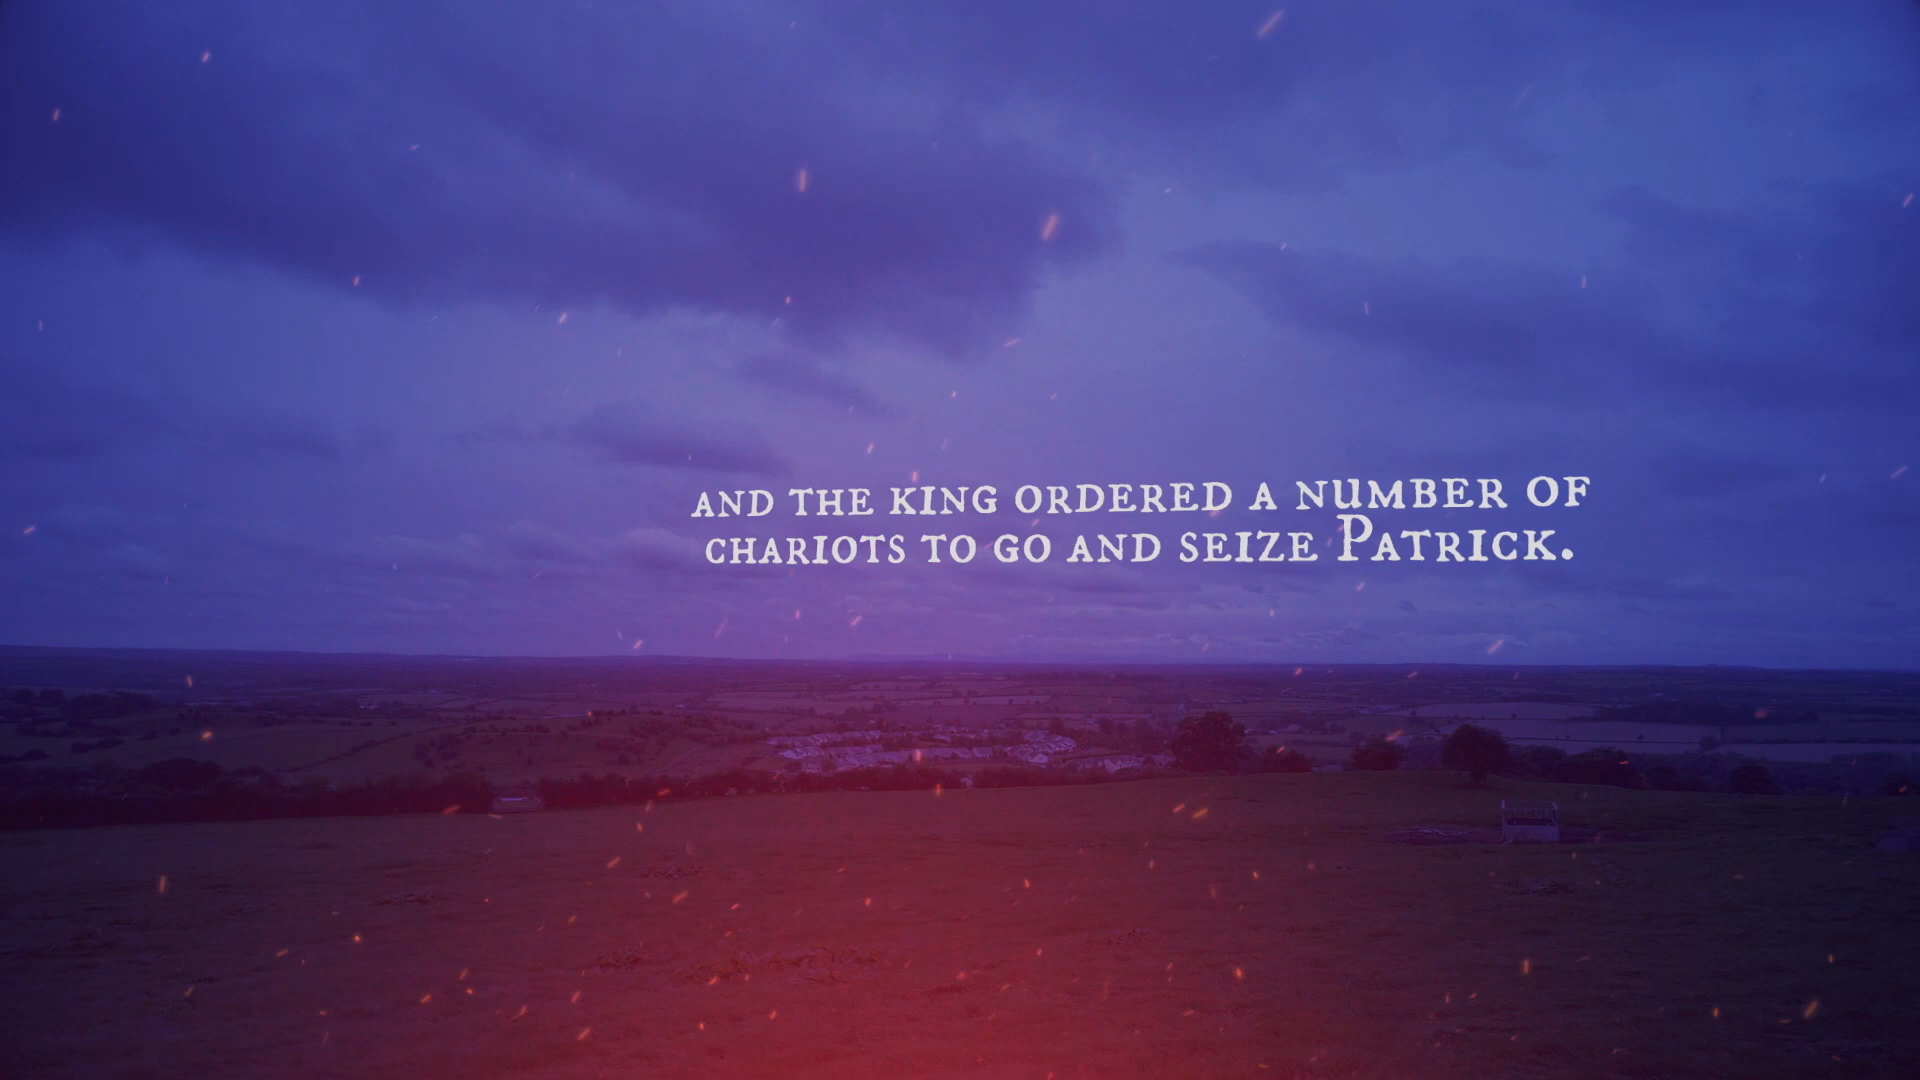 and the king ordered a number of
chariots to go and seize Patrick.